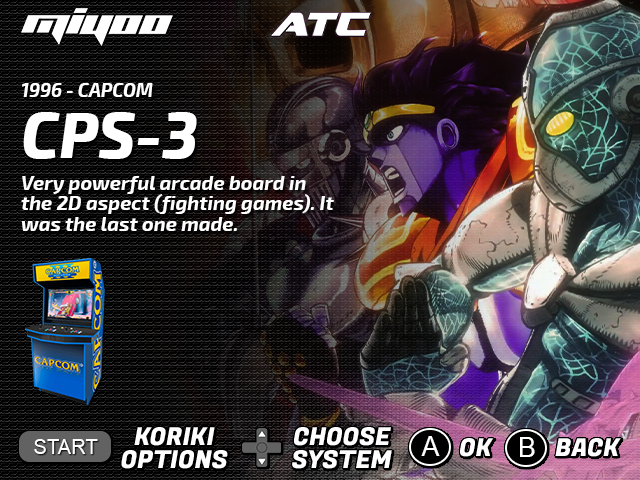 miyoo
ATC
1996 - CAPCOM
CPS-3
Very powerful arcade board in
the 2D aspect (fighting games). It
was the last one made.
CAPCOM
CAPCOM
CAPCOM
START
KORIKI
OPTIONS
CHOOSE
SYSTEM
A
OK
B
BACK